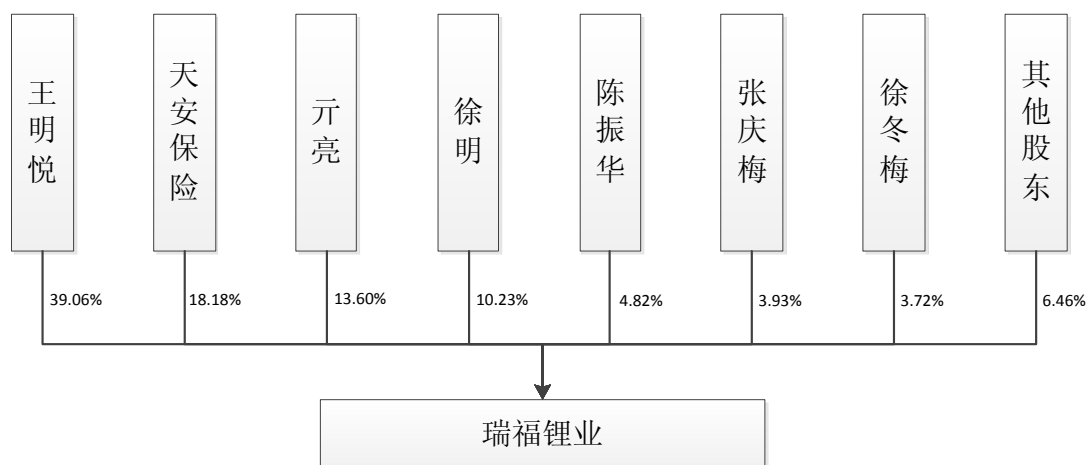 王明悦
天安保险
亓亮
徐明
陈振华
张庆梅
徐冬梅
其他股东
39.06%
18.18%
13.60%
10.23%
4.82%
3.93%
3.72%
6.46%
瑞福锂业